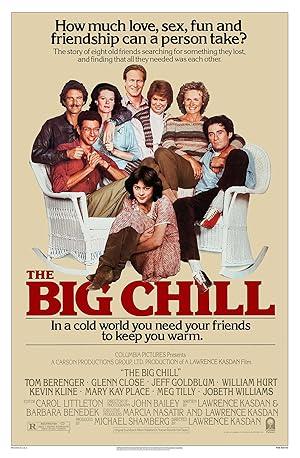 How much love, sex, fun and
friendship can a person take?
The story of eight old friends searching for something they lost,
and finding that all they needed was each other.
THE
BIG CHILL
In a cold world you need your friends
to keep you warm.
COLUMBIA PICTURES Presents
A CARSON PRODUCTIONS GROUP, LTD. PRODUCTION OF A LAWRENCE KASDAN Film.
"THE BIG CHILL"
TOM BERENGER · GLENN CLOSE · JEFF GOLDBLUM · WILLIAM HURT
KEVIN KLINE · MARY KAY PLACE · MEG TILLY · JOBETH WILLIAMS
CAROL LITTLETON JOHN BAILEY LAWRENCE KASDAN &
BARBARA BENEDEK MARCIA NASATIR AND LAWRENCE KASDAN
PRODUCED BY MICHAEL SHAMBERG LAWRENCE KASDAN
R RESTRICTED